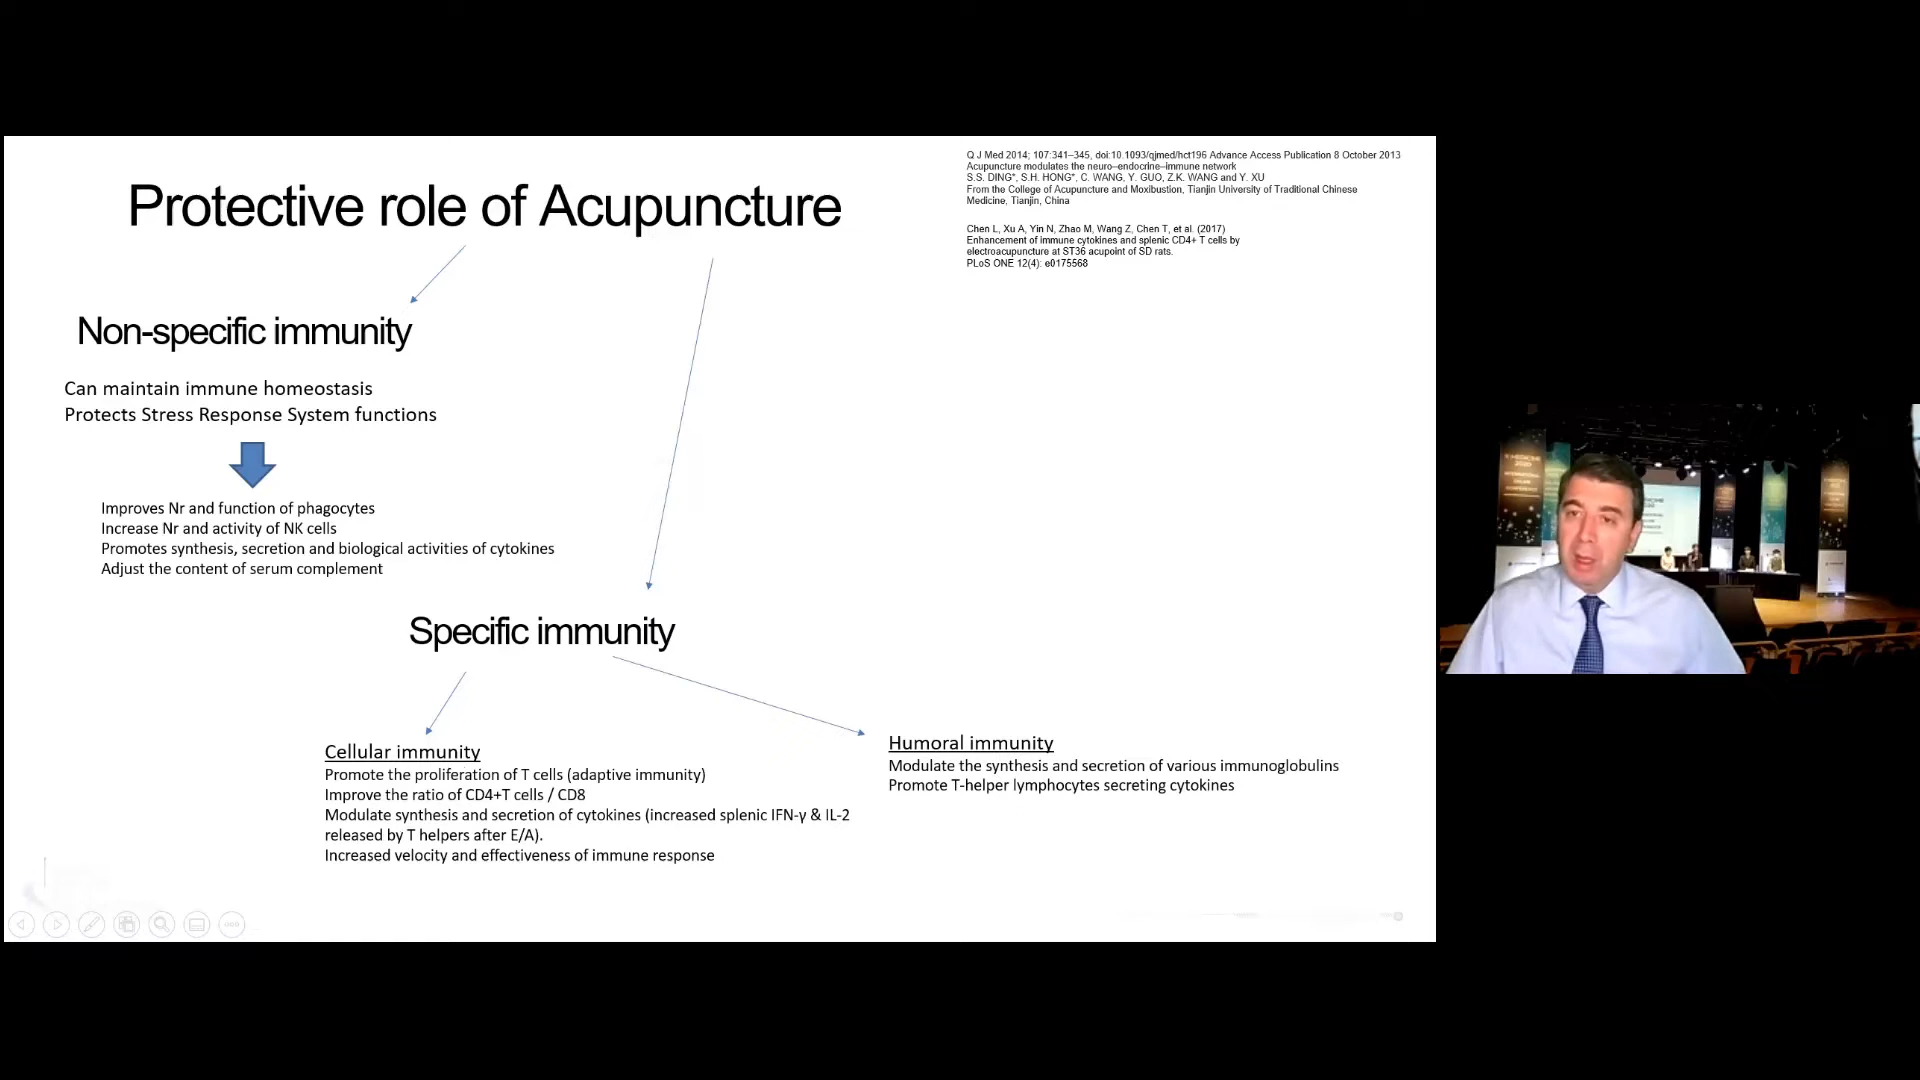 Protective role of Acupuncture
Q J Med 2014; 107:341–345, doi:10.1093/qjmed/hct196 Advance Access Publication 8 October 2013
Acupuncture modulates the neuro–endocrine–immune network
S.S. DING*, S.H. HONG*, C. WANG, Y. GUO, Z.K. WANG and Y. XU
From the College of Acupuncture and Moxibustion, Tianjin University of Traditional Chinese
Medicine, Tianjin, China
Chen L, Xu A, Yin N, Zhao M, Wang Z, Chen T, et al. (2017)
Enhancement of immune cytokines and splenic CD4+ T cells by
electroacupuncture at ST36 acupoint of SD rats.
PLoS ONE 12(4): e0175568
Non-specific immunity
Can maintain immune homeostasis
Protects Stress Response System functions
Improves Nr and function of phagocytes
Increase Nr and activity of NK cells
Promotes synthesis, secretion and biological activities of cytokines
Adjust the content of serum complement
Specific immunity
Cellular immunity
Promote the proliferation of T cells (adaptive immunity)
Improve the ratio of CD4+T cells / CD8
Modulate synthesis and secretion of cytokines (increased splenic IFN-γ & IL-2
released by T helpers after E/A).
Increased velocity and effectiveness of immune response
Humoral immunity
Modulate the synthesis and secretion of various immunoglobulins
Promote T-helper lymphocytes secreting cytokines